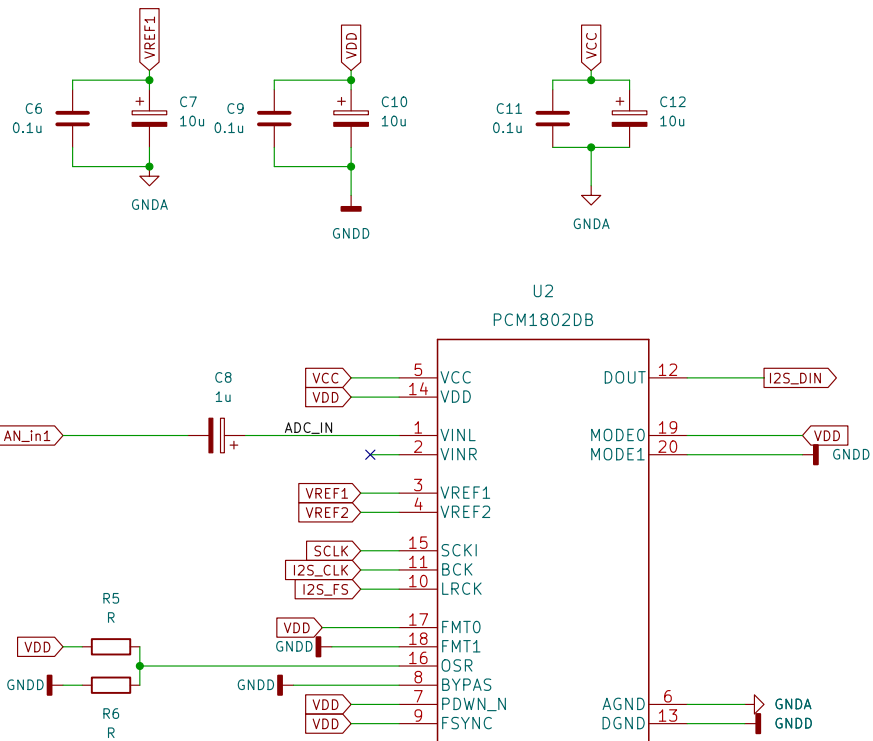 VREF1
VDD
VCC
C6
0.1u
+
C7
10u
C9
0.1u
+
C10
10u
C11
0.1u
+
C12
10u
GNDA
GNDD
GNDA
U2
PCM1802DB
C8
1u
+
AN_in1
ADC_IN
VCC 5 VCC
VDD 14 VDD
1 VINL
2 VINR
VREF1 3 VREF1
VREF2 4 VREF2
SCLK 15 SCKI
I2S_CLK 11 BCK
I2S_FS 10 LRCK
VDD 17 FMT0
GNDD 18 FMT1
16 OSR
GNDD 8 BYPAS
VDD 7 PDWN_N
VDD 9 FSYNC
R5
R
VDD
GNDD
R6
R
DOUT 12 I2S_DIN
MODE0 19 VDD
MODE1 20 GNDD
AGND 6 GNDA
DGND 13 GNDD